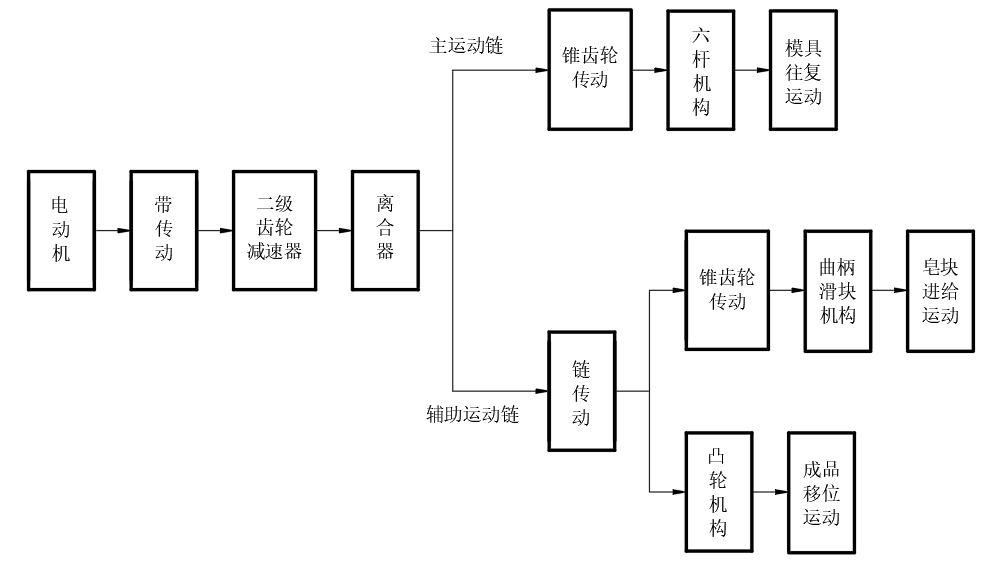 主运动链
锥齿轮
传动
六
杆
机
构
模具
往复
运动
电
动
机
带
传
动
二级
齿轮
减速器
离
合
器
锥齿轮
传动
曲柄
滑块
机构
皂块
进给
运动
链
传
动
辅助运动链
凸
轮
机
构
成品
移位
运动